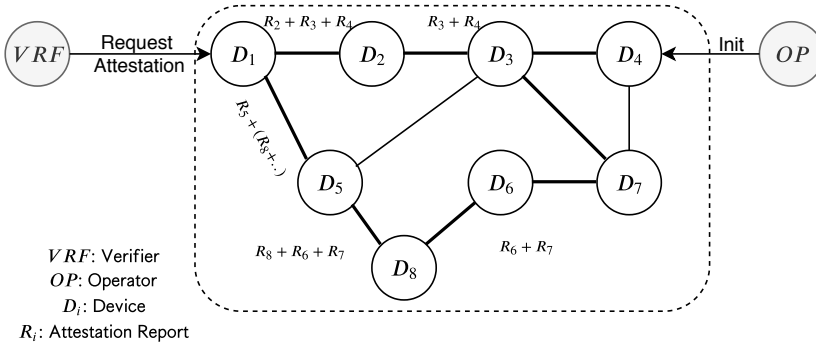 R₂ + R₃ + R₄
R₃ + R₄
VRF
Request
Attestation
D₁
D₂
D₃
D₄
Init
OP
R₅ + (R₈+..)
D₅
D₆
D₇
R₈ + R₆ + R₇
D₈
R₆ + R₇
VRF: Verifier
OP: Operator
Dᵢ: Device
Rᵢ: Attestation Report